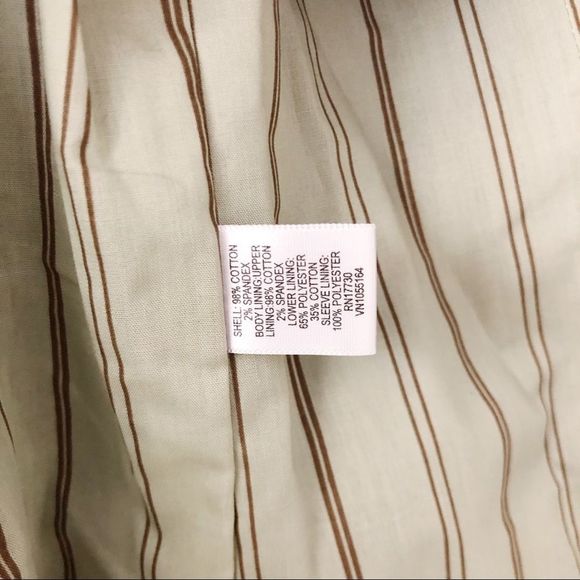 SHELL: 98% COTTON
2% SPANDEX
BODY LINING:UPPER
LINING:98% COTTON
2% SPANDEX
LOWER LINING:
65% POLYESTER
35% COTTON
SLEEVE LINING:
100% POLYESTER
RN17730
VN1055164